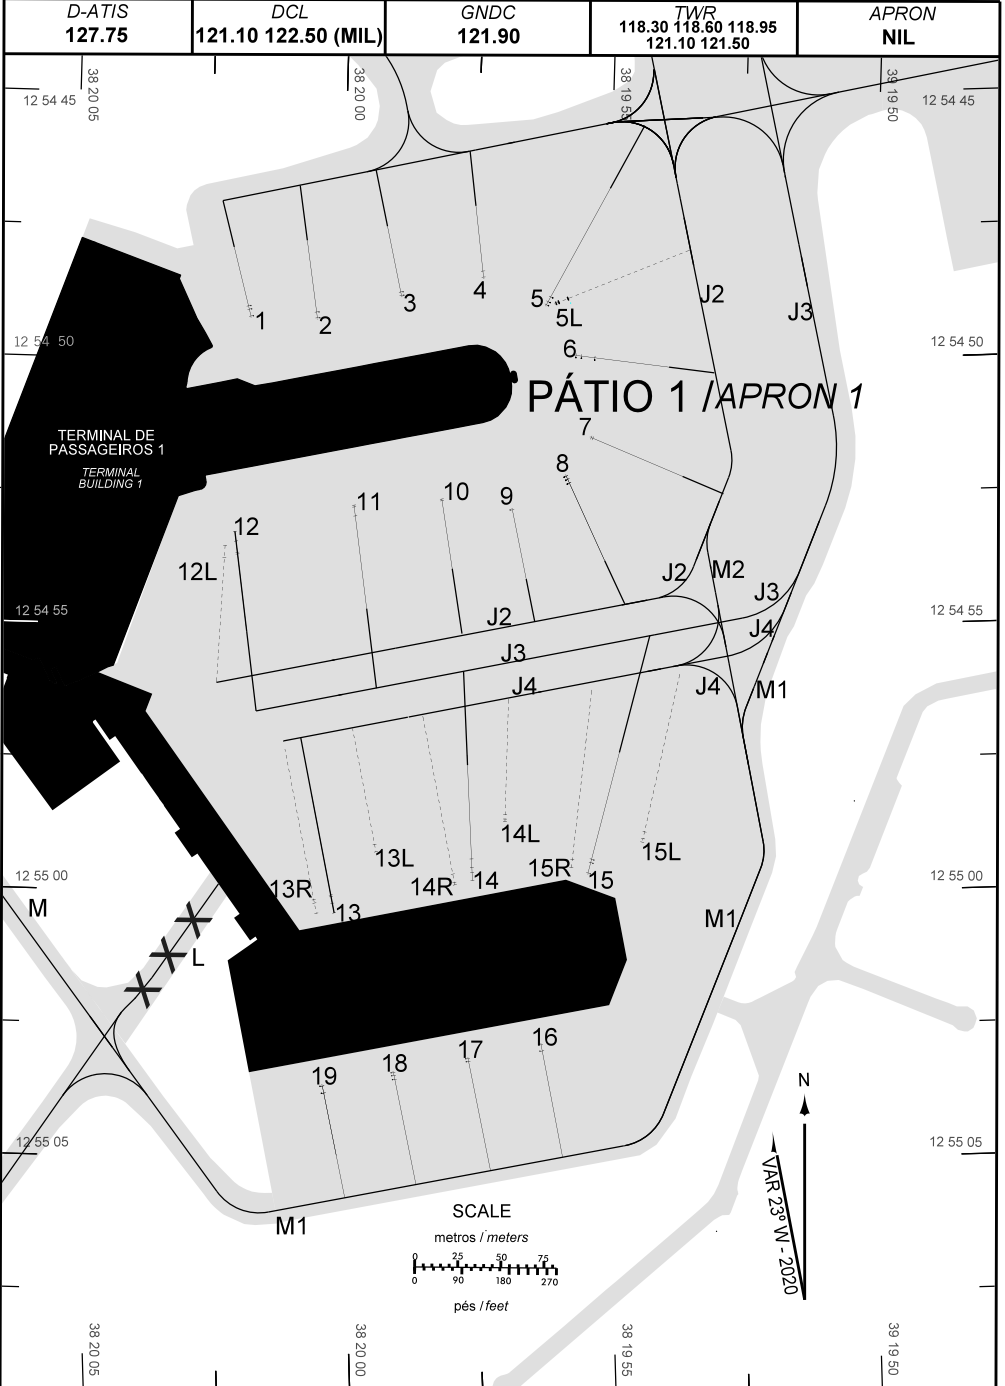 D-ATIS
127.75
DCL
121.10 122.50 (MIL)
GNDC
121.90
TWR
118.30 118.60 118.95
121.10 121.50
APRON
NIL
38 20 05
38 20 00
38 19 55
39 19 50
12 54 45
12 54 45
1
2
3
4
5
5L
J2
J3
12 54 50
12 54 50
6
PÁTIO 1 / APRON 1
TERMINAL DE
PASSAGEIROS 1
TERMINAL
BUILDING 1
7
8
9
10
11
12
12L
J2
M2
J3
12 54 55
12 54 55
J2
J4
J3
J4
J4
M1
14L
13L
15R
15L
13R
14R
14
15
13
12 55 00
12 55 00
M
M1
L
16
17
18
19
N
12 55 05
12 55 05
VAR 23º W - 2020
M1
SCALE
metros / meters
0 25 50 75
0 90 180 270
pés / feet
38 20 05
38 20 00
38 19 55
39 19 50